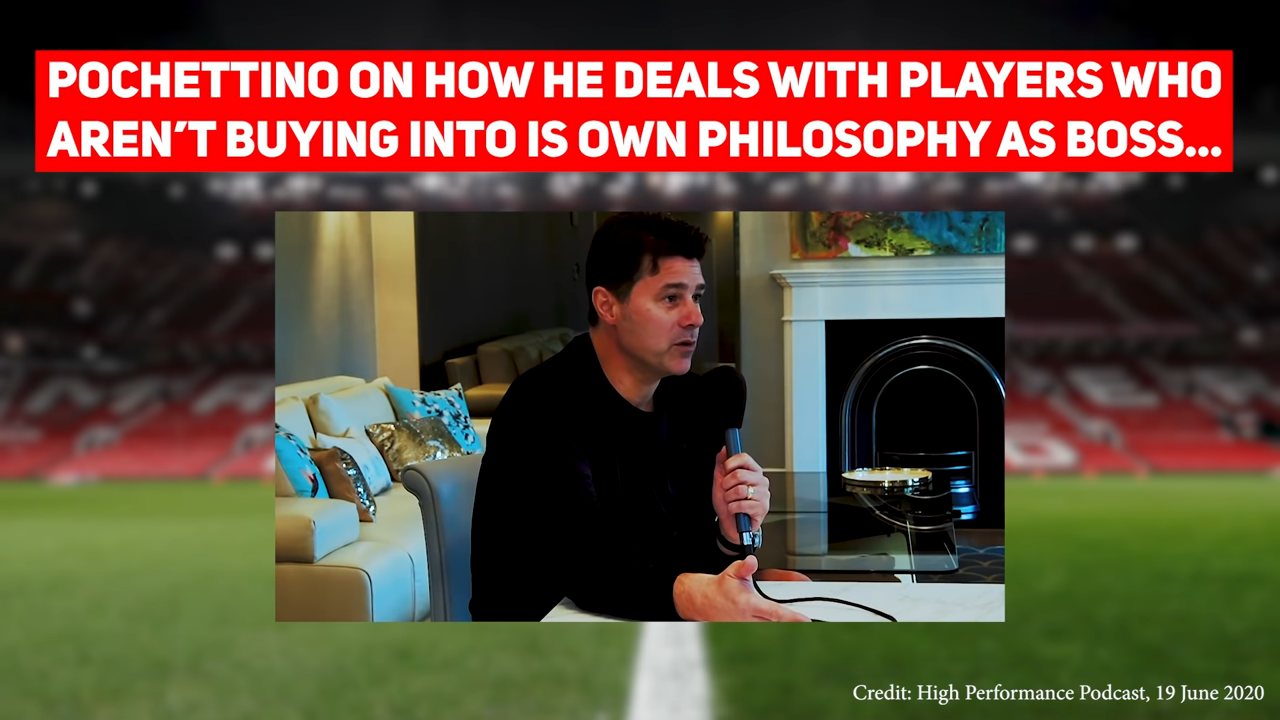 POCHETTINO ON HOW HE DEALS WITH PLAYERS WHO
AREN'T BUYING INTO IS OWN PHILOSOPHY AS BOSS...
Credit: High Performance Podcast, 19 June 2020